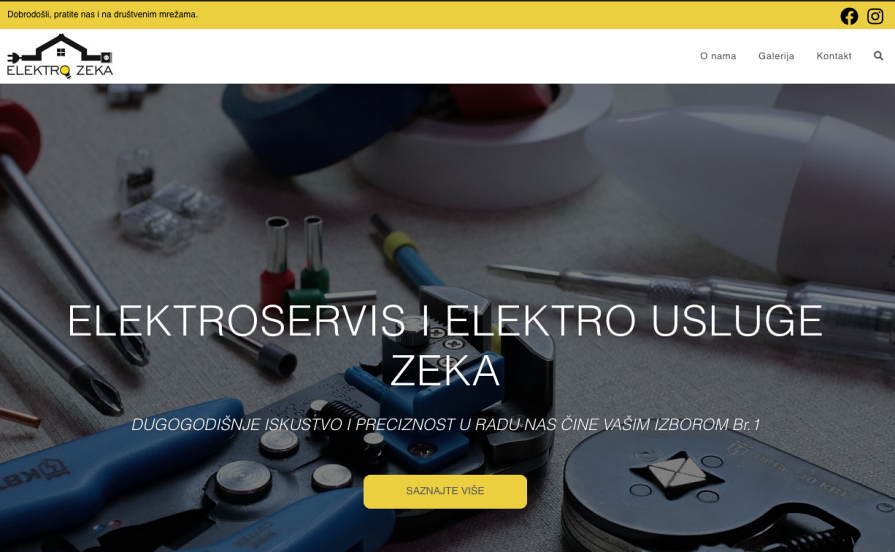 Dobrodošli, pratite nas i na društvenim mrežama.
ELEKTRO ZEKA
O nama
Galerija
Kontakt
ELEKTROSERVIS I ELEKTRO USLUGE
ZEKA
DUGOGODIŠNJE ISKUSTVO I PRECIZNOST U RADU NAS ČINE VAŠIM IZBOROM Br.1
SAZNAJTE VIŠE